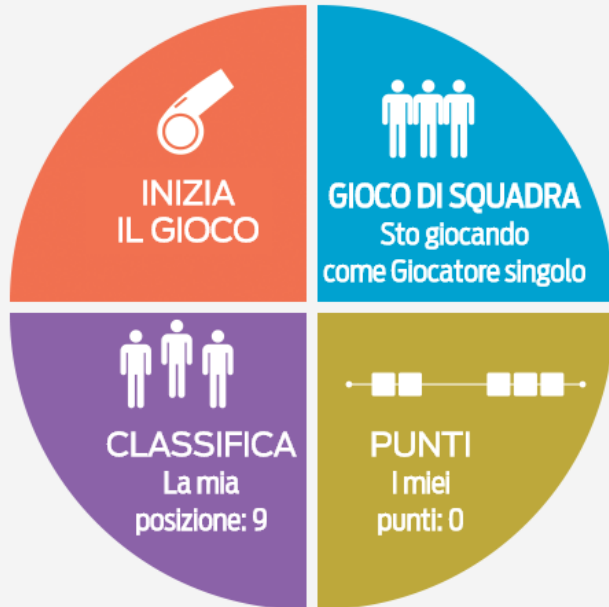 INIZIA
IL GIOCO
GIOCO DI SQUADRA
Sto giocando
come Giocatore singolo
CLASSIFICA
La mia
posizione: 9
PUNTI
I miei
punti: 0